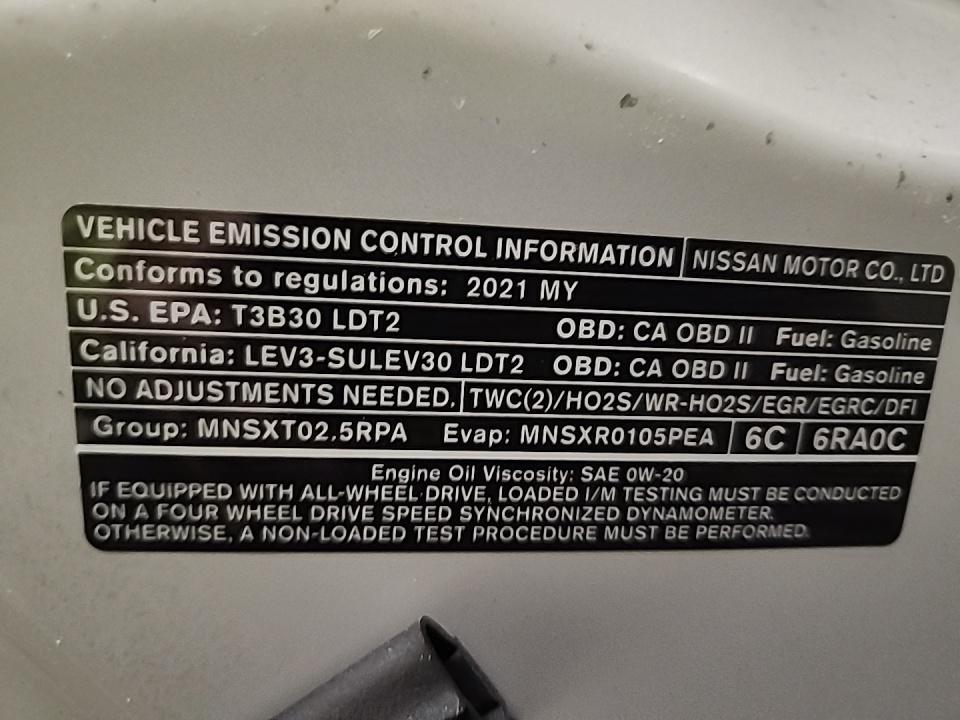 VEHICLE EMISSION CONTROL INFORMATION NISSAN MOTOR CO., LTD
Conforms to regulations: 2021 MY
U.S. EPA: T3B30 LDT2 OBD: CA OBD II Fuel: Gasoline
California: LEV3-SULEV30 LDT2 OBD: CA OBD II Fuel: Gasoline
NO ADJUSTMENTS NEEDED. TWC(2)/HO2S/WR-HO2S/EGR/EGRC/DFI
Group: MNSXT02.5RPA Evap: MNSXR0105PEA 6C 6RA0C
Engine Oil Viscosity: SAE 0W-20
IF EQUIPPED WITH ALL-WHEEL DRIVE, LOADED I/M TESTING MUST BE CONDUCTED
ON A FOUR WHEEL DRIVE SPEED SYNCHRONIZED DYNAMOMETER.
OTHERWISE, A NON-LOADED TEST PROCEDURE MUST BE PERFORMED.